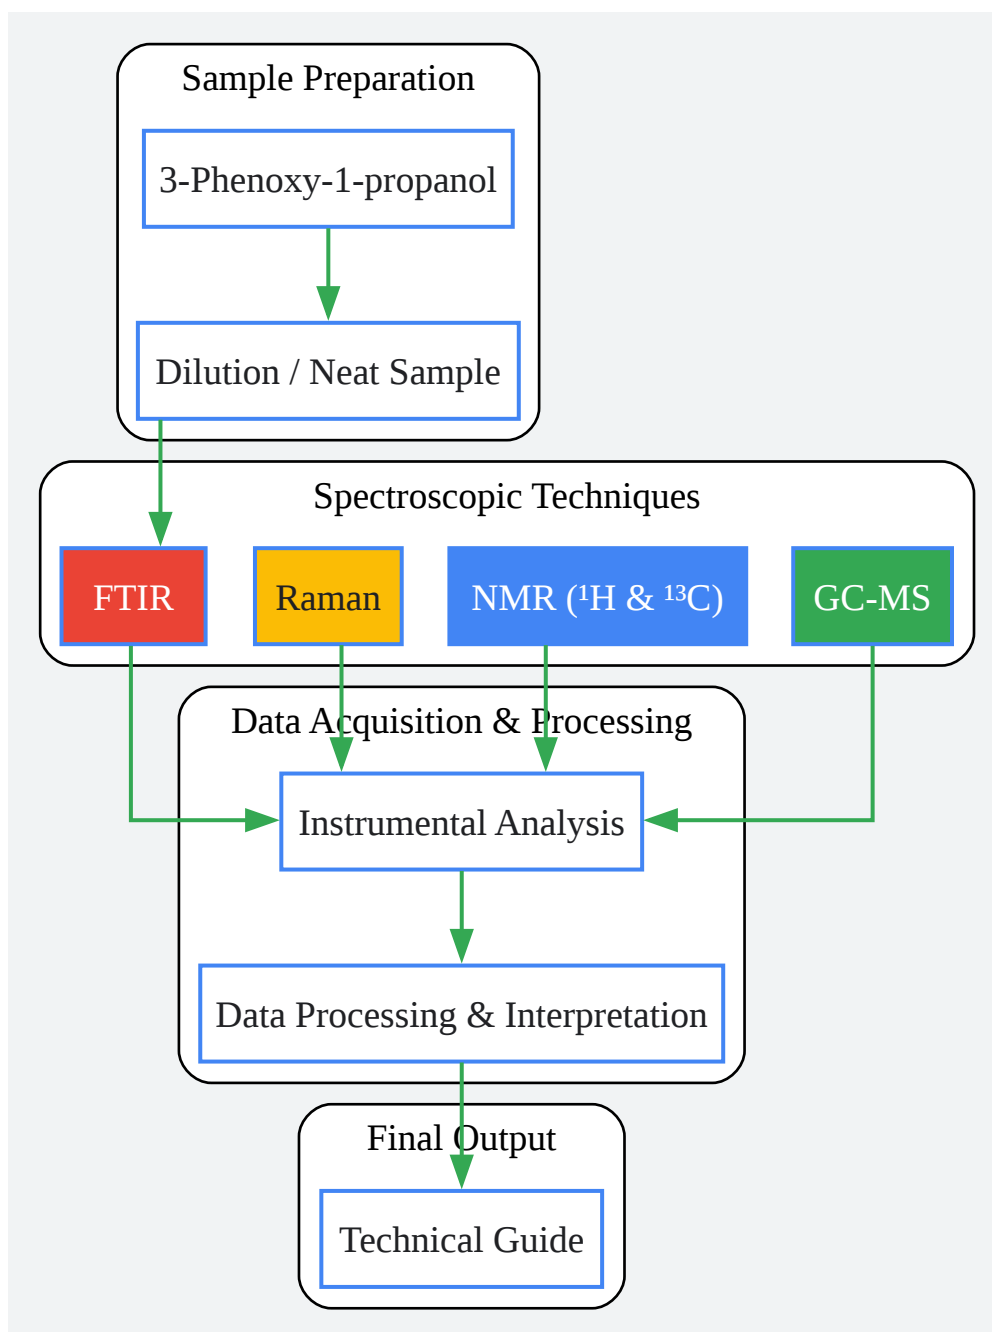 Sample Preparation
3-Phenoxy-1-propanol
Dilution / Neat Sample
Spectroscopic Techniques
FTIR
Raman
NMR (¹H & ¹³C)
GC-MS
Data Acquisition & Processing
Instrumental Analysis
Data Processing & Interpretation
Final Output
Technical Guide